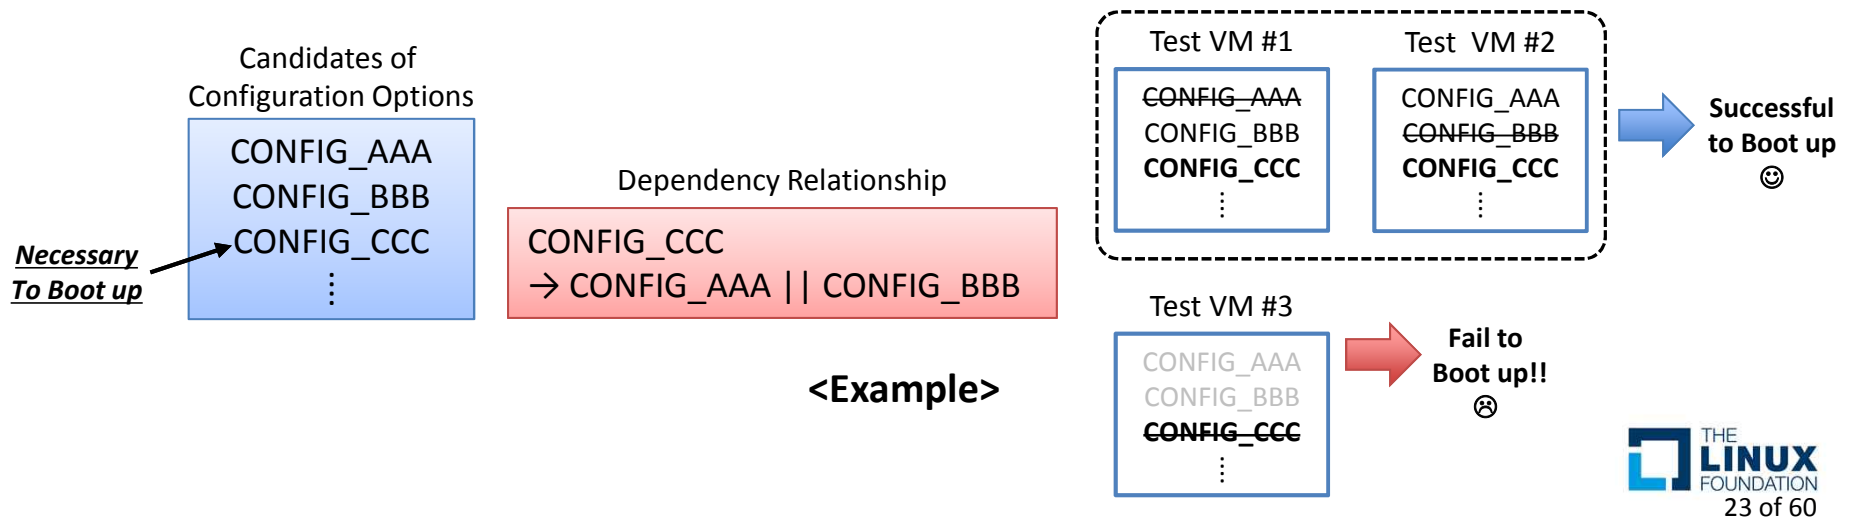 Candidates of
Configuration Options
CONFIG_AAA
CONFIG_BBB
CONFIG_CCC
⋮
Necessary
To Boot up
Dependency Relationship
CONFIG_CCC
→ CONFIG_AAA || CONFIG_BBB
<Example>
Test VM #1
CONFIG_AAA
CONFIG_BBB
CONFIG_CCC
⋮
Test VM #2
CONFIG_AAA
CONFIG_BBB
CONFIG_CCC
⋮
Successful
to Boot up
☺
Test VM #3
CONFIG_AAA
CONFIG_BBB
CONFIG_CCC
⋮
Fail to
Boot up!!
☹
THE
LINUX
FOUNDATION
23 of 60